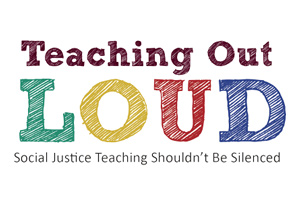 Teaching Out
LOUD
Social Justice Teaching Shouldn't Be Silenced